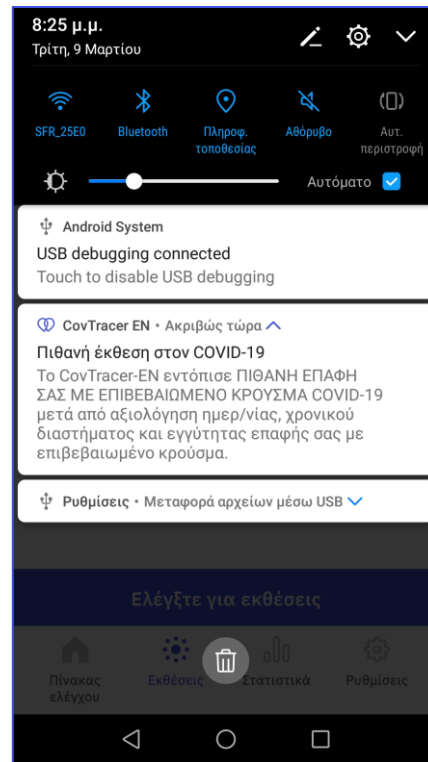 8:25 μ.μ.
Τρίτη, 9 Μαρτίου
SFR_25E0
Bluetooth
Πληροφ.
τοποθεσίας
Αθόρυβο
Αυτ.
περιστροφή
Αυτόματο
Android System
USB debugging connected
Touch to disable USB debugging
CovTracer EN • Ακριβώς τώρα
Πιθανή έκθεση στον COVID-19
Το CovTracer-EN εντόπισε ΠΙΘΑΝΗ ΕΠΑΦΗ
ΣΑΣ ΜΕ ΕΠΙΒΕΒΑΙΩΜΕΝΟ ΚΡΟΥΣΜΑ COVID-19
μετά από αξιολόγηση ημερ/νίας, χρονικού
διαστήματος και εγγύτητας επαφής σας με
επιβεβαιωμένο κρούσμα.
Ρυθμίσεις • Μεταφορά αρχείων μέσω USB
Ελέγξτε για εκθέσεις
Πίνακας
ελέγχου
Εκθέσεις
Στατιστικά
Ρυθμίσεις